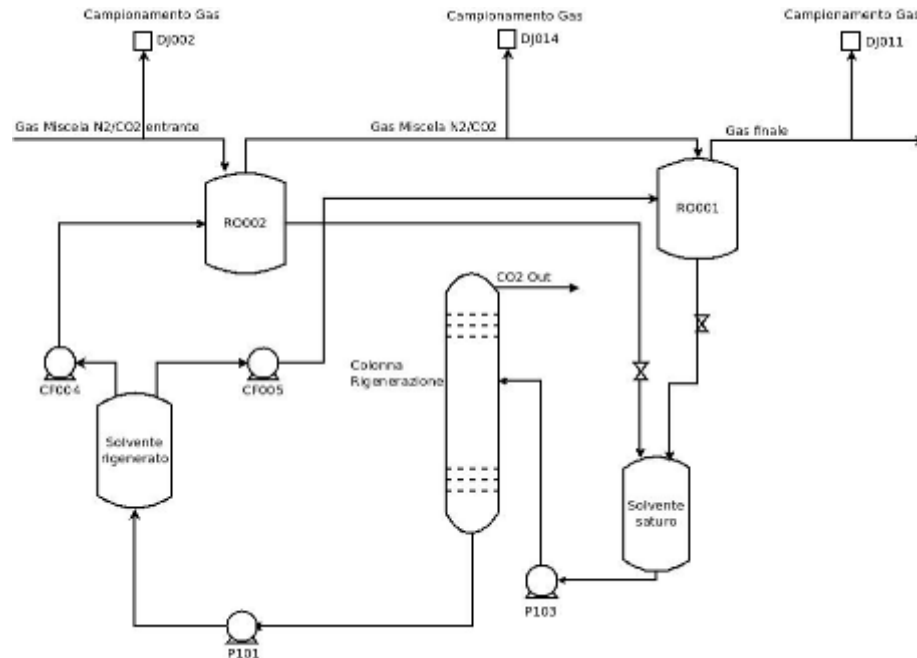 Campionamento Gas
Campionamento Gas
Campionamento Gas
DJ002
DJ014
DJ011
Gas Miscela N2/CO2 entrante
Gas Miscela N2/CO2
Gas finale
RO002
RO001
CO2 Out
Colonna
Rigenerazione
CF004
CF005
Solvente
rigenerato
Solvente
saturo
P103
P101